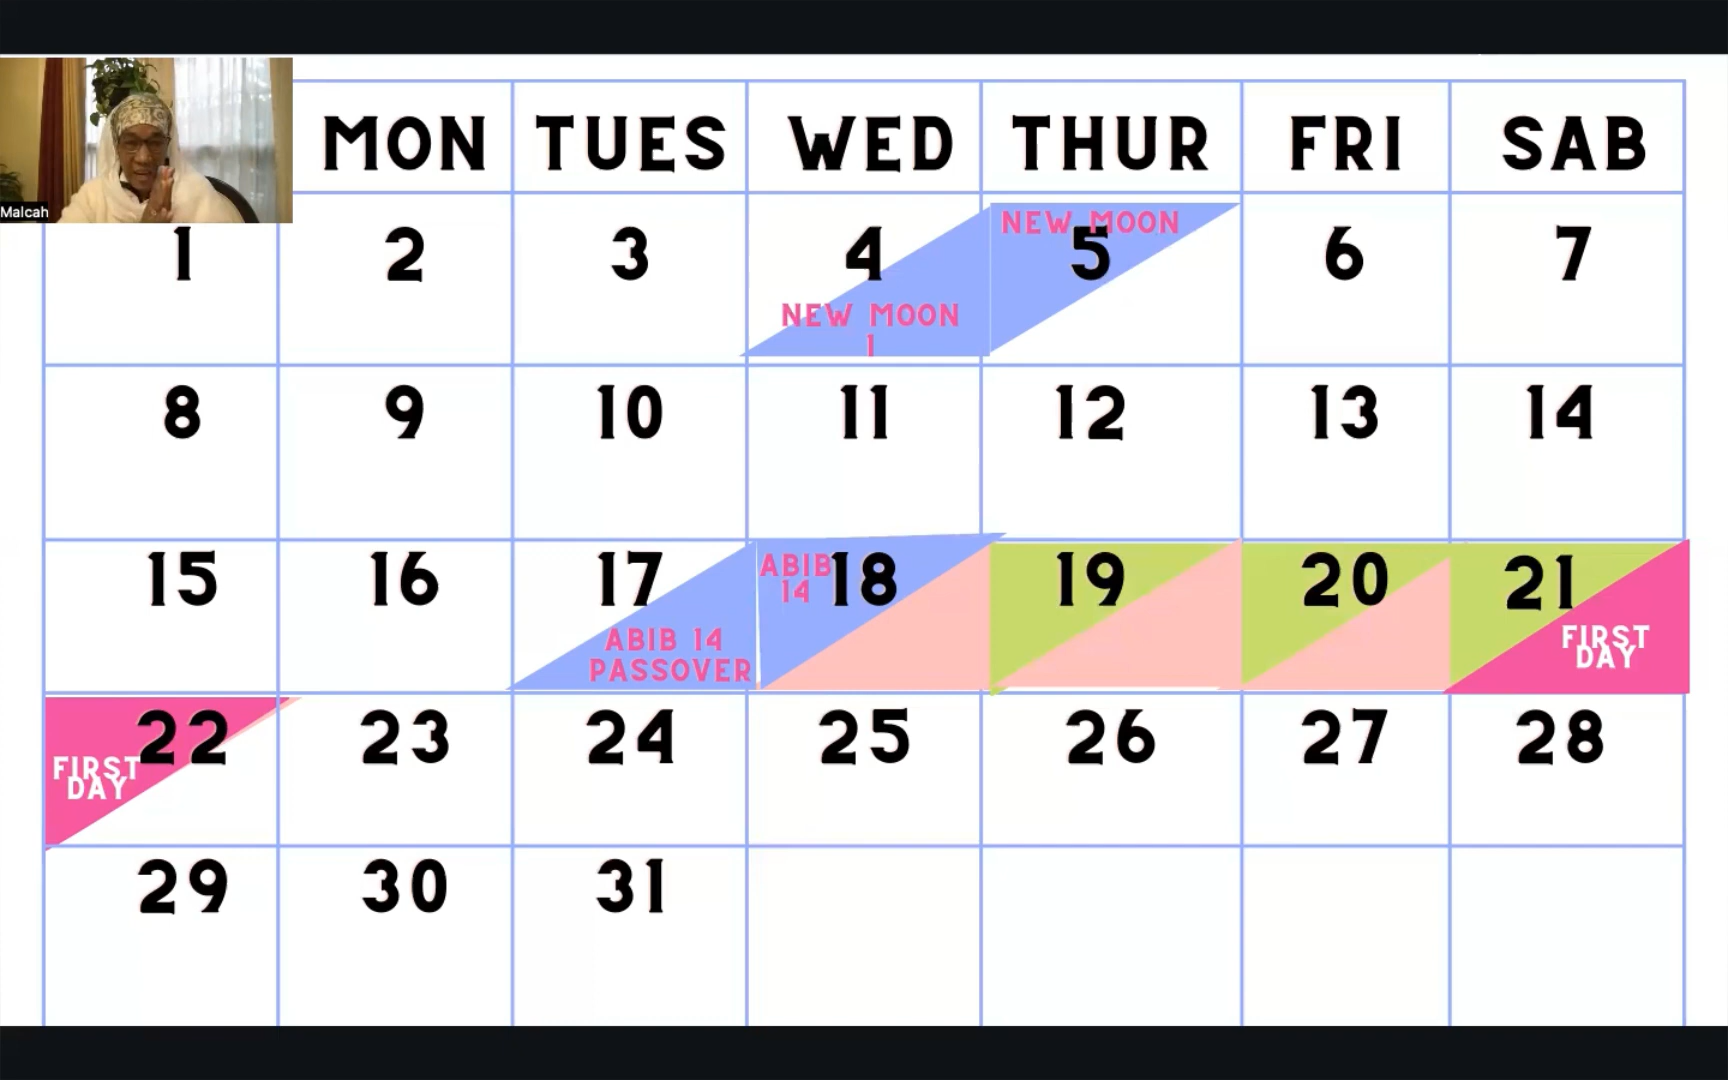 MON TUES WED THUR FRI SAB
Malcah
1 2 3 4 5 6 7
NEW MOON
NEW MOON
1
8 9 10 11 12 13 14
15 16 17 18 19 20 21
ABIB
14
ABIB 14
PASSOVER
FIRST
DAY
22 23 24 25 26 27 28
FIRST
DAY
29 30 31